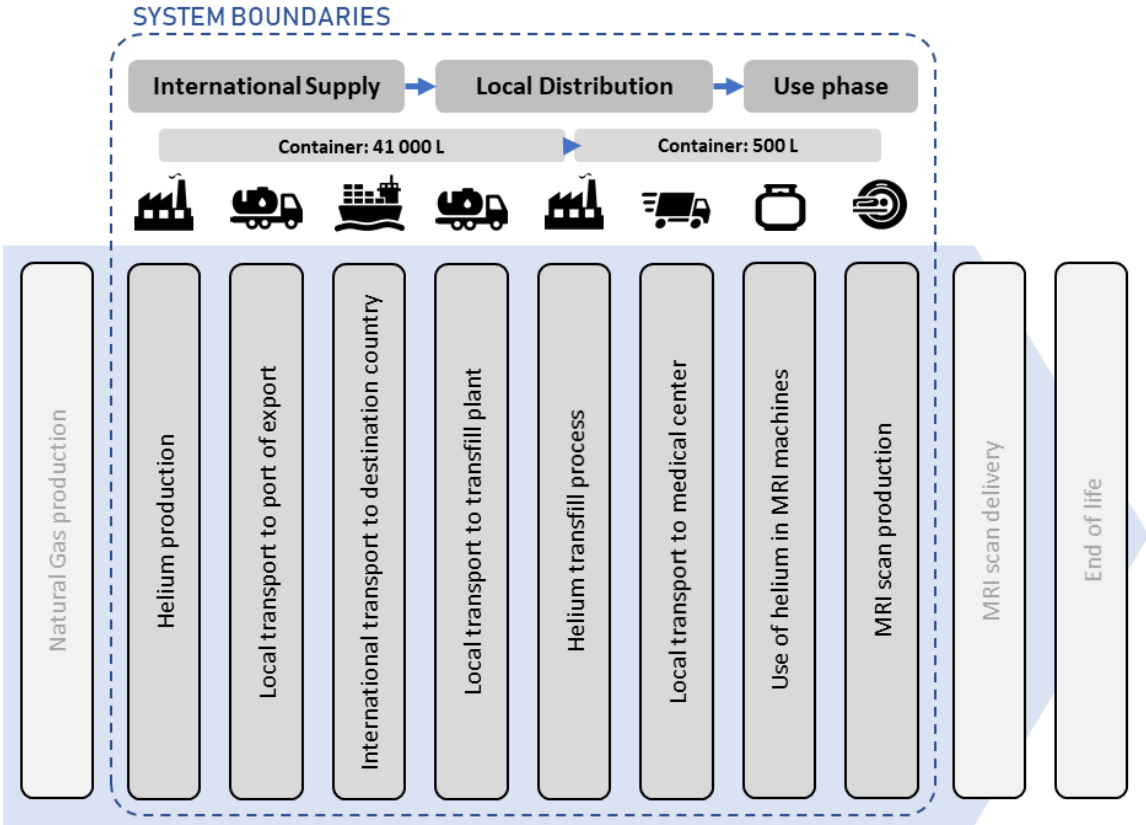 SYSTEM BOUNDARIES
International Supply
Local Distribution
Use phase
Container: 41 000 L
Container: 500 L
Natural Gas production
Helium production
Local transport to port of export
International transport to destination country
Local transport to transfill plant
Helium transfill process
Local transport to medical center
Use of helium in MRI machines
MRI scan production
MRI scan delivery
End of life